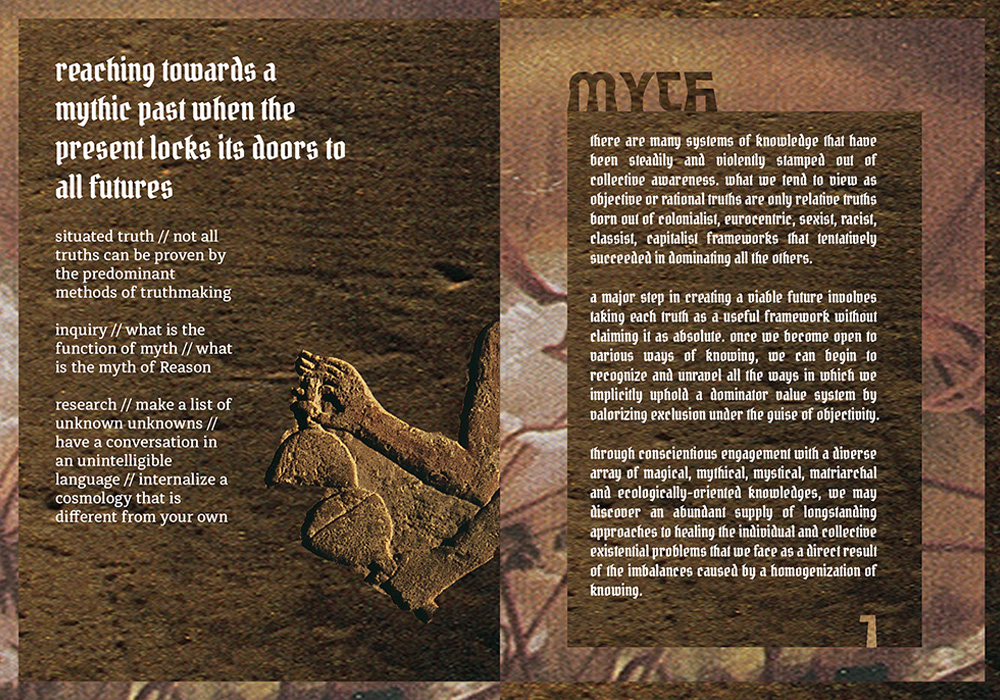 reaching towards a
mythic past when the
present locks its doors to
all futures
situated truth // not all
truths can be proven by
the predominant
methods of truthmaking
inquiry // what is the
function of myth // what
is the myth of Reason
research // make a list of
unknown unknowns //
have a conversation in
an unintelligible
language // internalize a
cosmology that is
different from your own
MYTH
there are many systems of knowledge that have
been steadily and violently stamped out of
collective awareness. what we tend to view as
objective or rational truths are only relative truths
born out of colonialist, eurocentric, sexist, racist,
classist, capitalist frameworks that tentatively
succeeded in dominating all the others.
a major step in creating a viable future involves
taking each truth as a useful framework without
claiming it as absolute. once we become open to
various ways of knowing, we can begin to
recognize and unravel all the ways in which we
implicitly uphold a dominator value system by
valorizing exclusion under the guise of objectivity.
through conscientious engagement with a diverse
array of magical, mythical, mystical, matriarchal
and ecologically-oriented knowledges, we may
discover an abundant supply of longstanding
approaches to healing the individual and collective
existential problems that we face as a direct result
of the imbalances caused by a homogenization of
knowing.
1